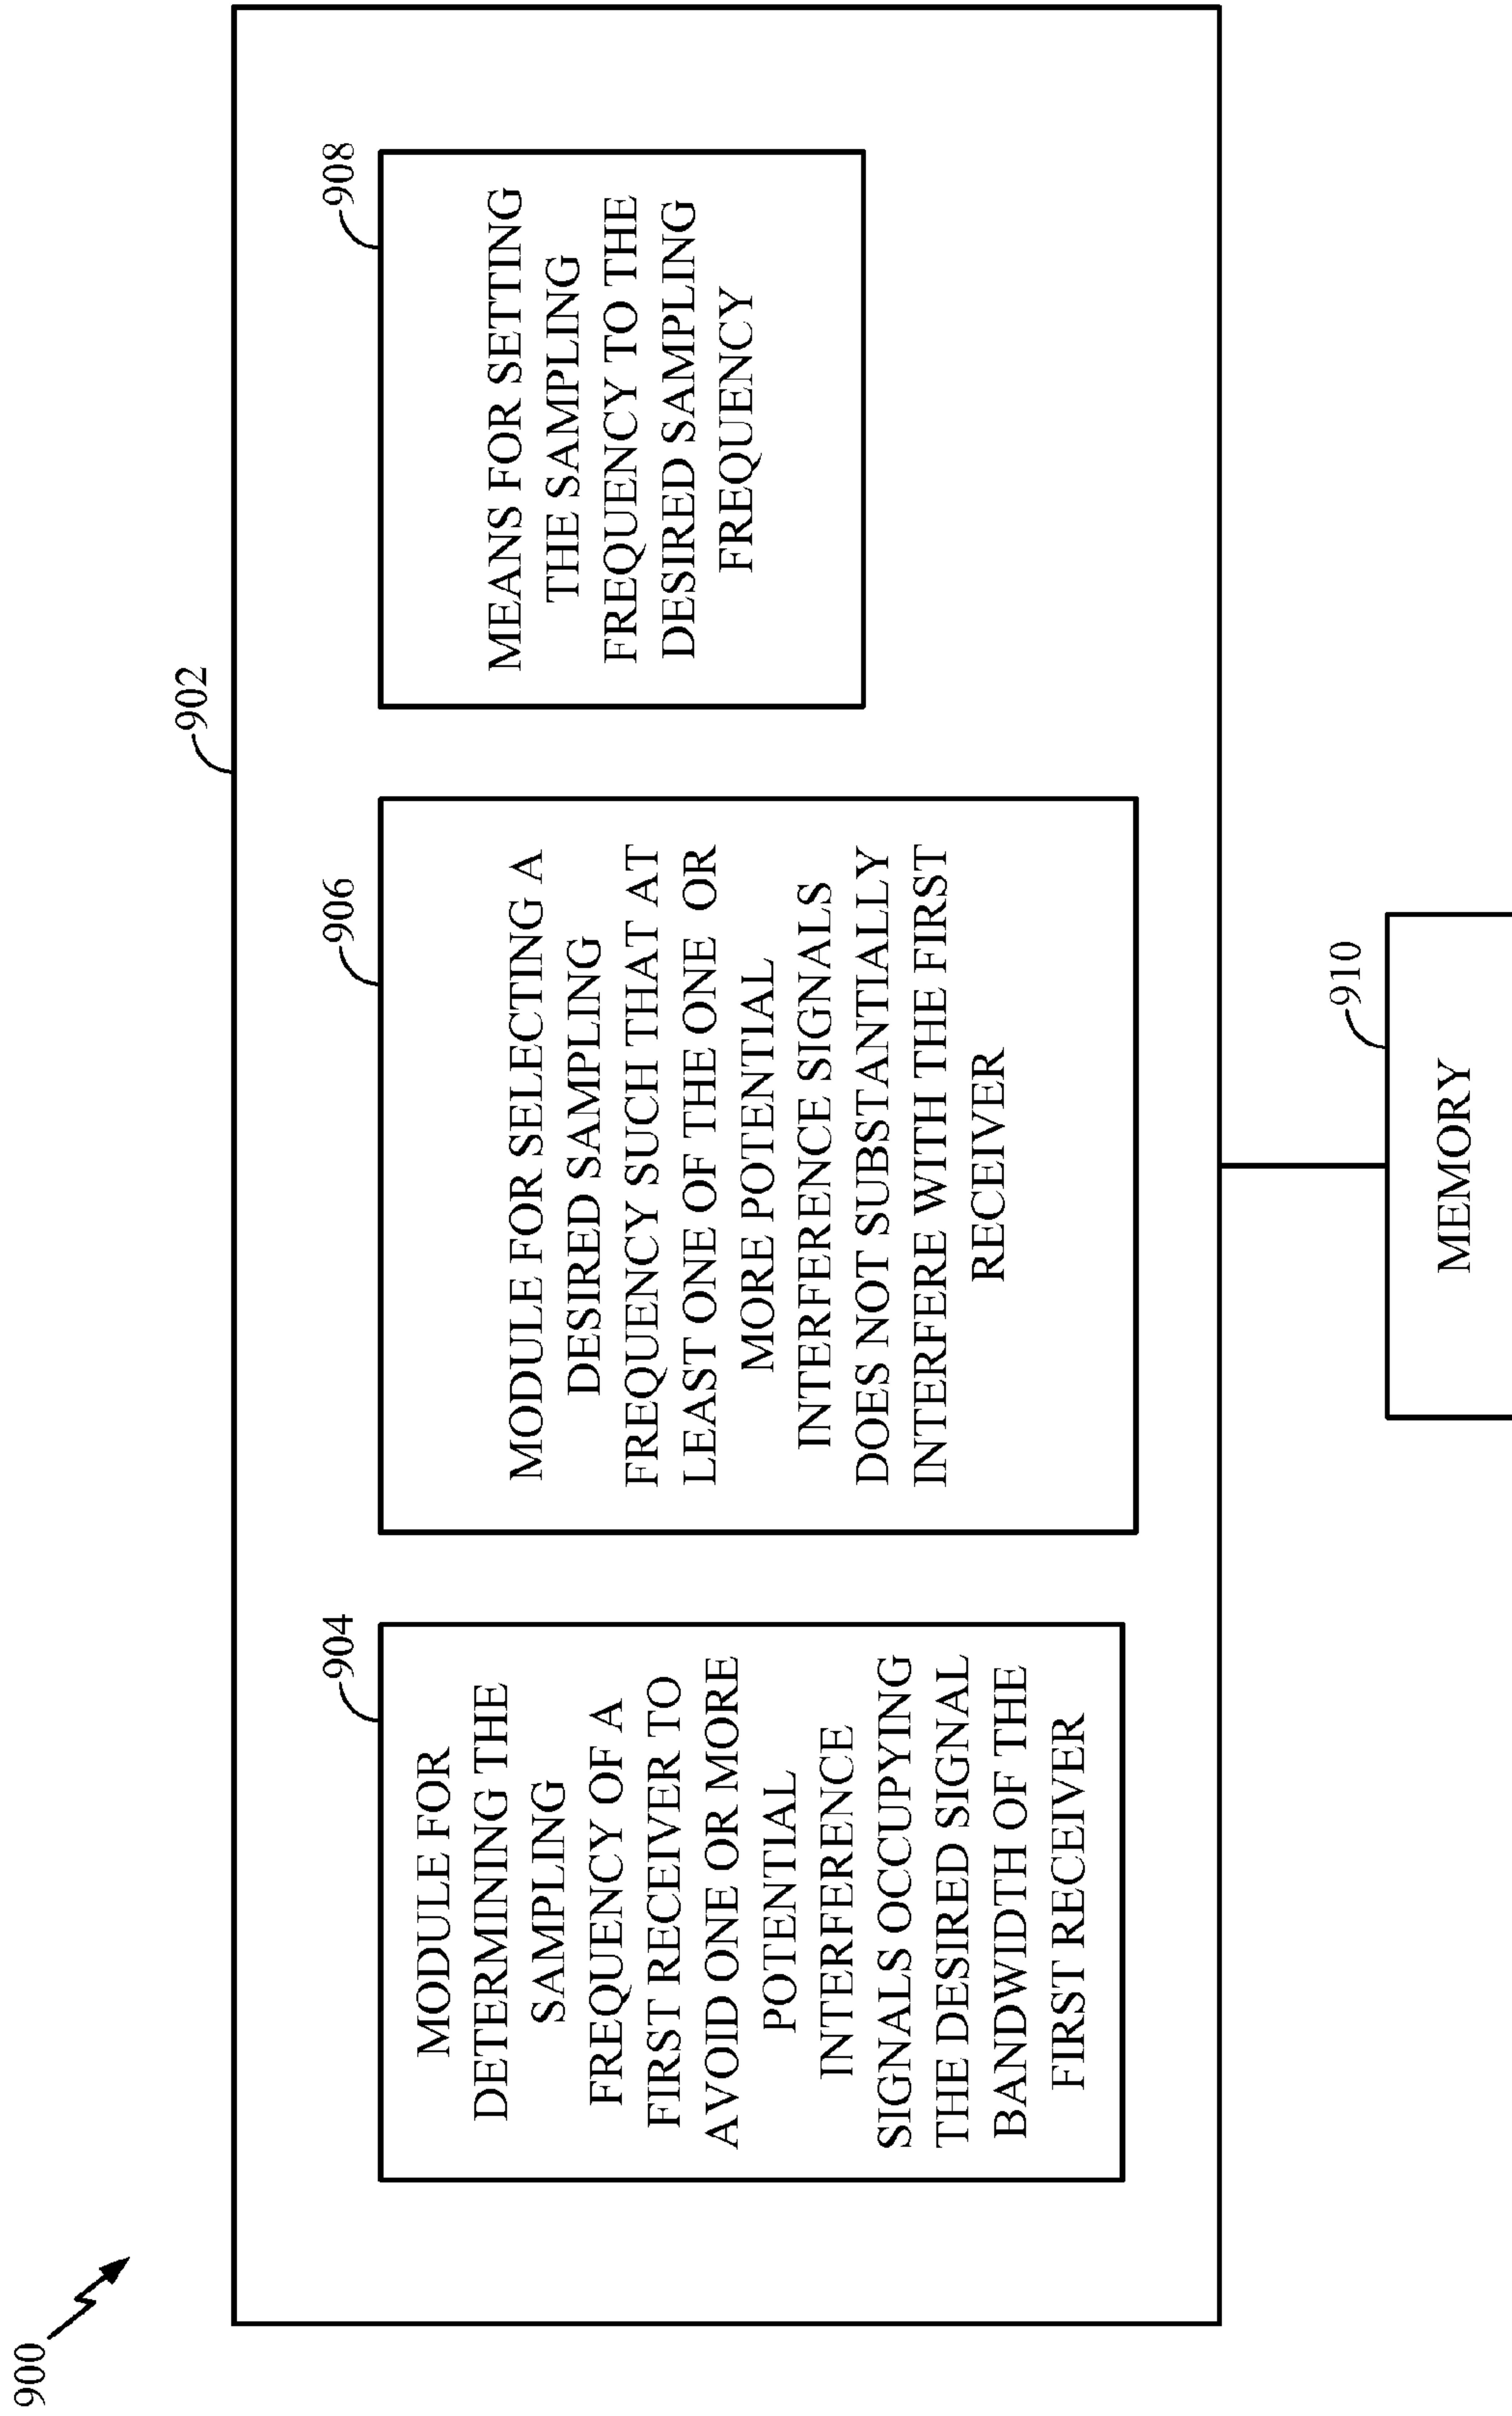 900
902
904
MODULE FOR
DETERMINING THE
SAMPLING
FREQUENCY OF A
FIRST RECEIVER TO
AVOID ONE OR MORE
POTENTIAL
INTERFERENCE
SIGNALS OCCUPYING
THE DESIRED SIGNAL
BANDWIDTH OF THE
FIRST RECEIVER
906
MODULE FOR SELECTING A
DESIRED SAMPLING
FREQUENCY SUCH THAT AT
LEAST ONE OF THE ONE OR
MORE POTENTIAL
INTERFERENCE SIGNALS
DOES NOT SUBSTANTIALLY
INTERFERE WITH THE FIRST
RECEIVER
908
MEANS FOR SETTING
THE SAMPLING
FREQUENCY TO THE
DESIRED SAMPLING
FREQUENCY
910
MEMORY